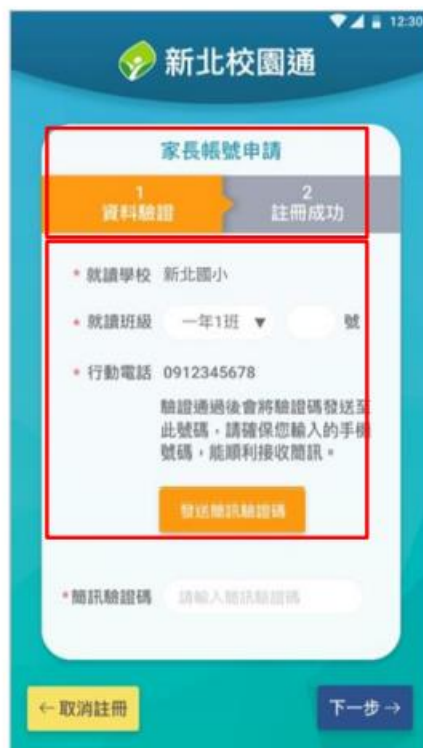 12:30
新北校園通
家長帳號申請
1 2
資料驗證 註冊成功
* 就讀學校 新北國小
* 就讀班級 一年1班 ▼ 號
* 行動電話 0912345678
驗證通過後會將驗證碼發送至
此號碼，請確保您輸入的手機
號碼，能順利接收簡訊。
發送簡訊驗證碼
*簡訊驗證碼 請輸入簡訊驗證碼
←取消註冊 下一步→